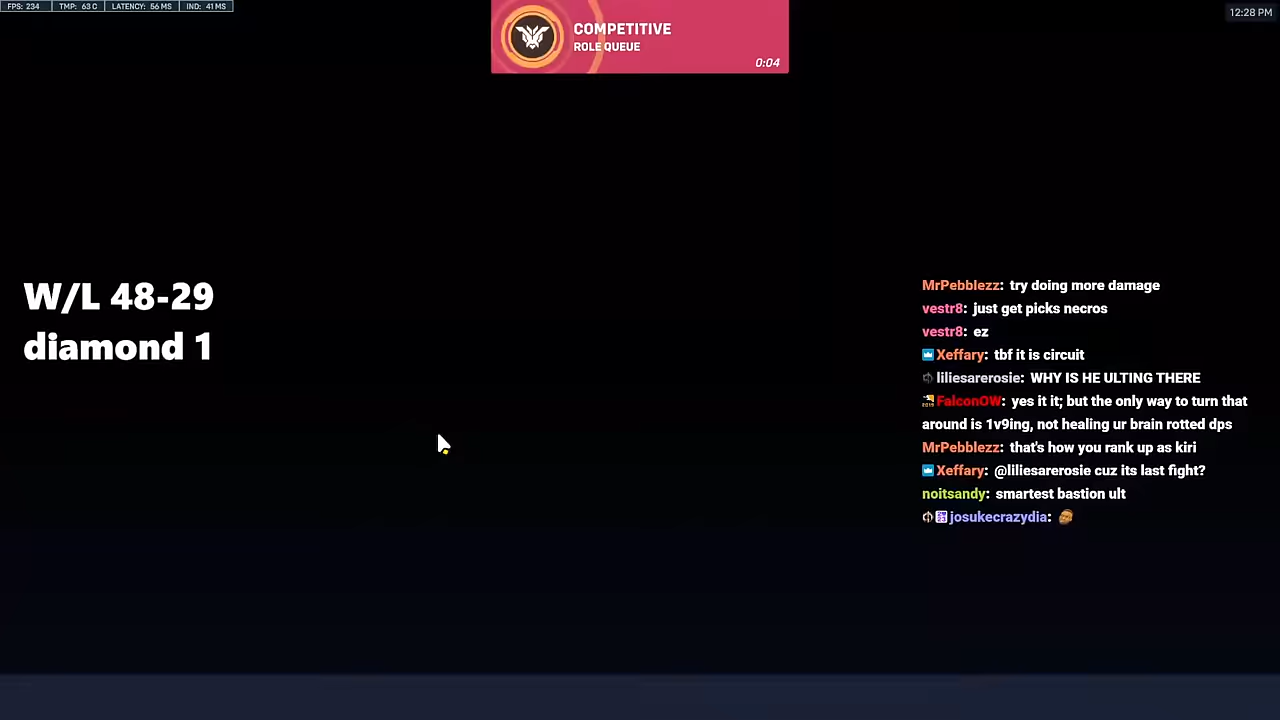 FPS: 234 TMP: 63 C LATENCY: 56 MS IND: 41 MS
COMPETITIVE
ROLE QUEUE
0:04
12:28 PM
W/L 48-29
diamond 1
MrPebblezz: try doing more damage
vestr8: just get picks necros
vestr8: ez
Xeffary: tbf it is circuit
liliesarerosie: WHY IS HE ULTING THERE
FalconOW: yes it it; but the only way to turn that
around is 1v9ing, not healing ur brain rotted dps
MrPebblezz: that's how you rank up as kiri
Xeffary: @liliesarerosie cuz its last fight?
noitsandy: smartest bastion ult
josukecrazydia: